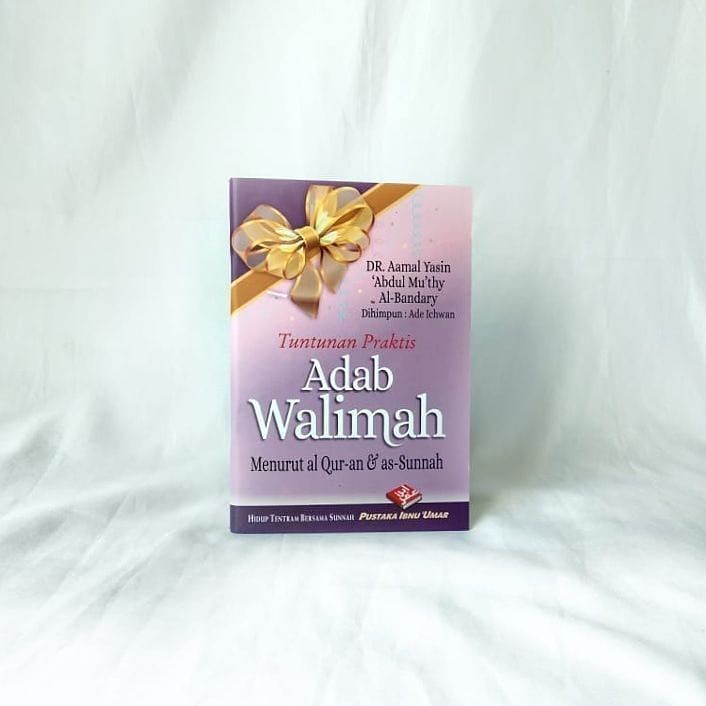 DR. Aamal Yasin
'Abdul Mu'thy
Al-Bandary
Dihimpun : Ade Ichwan
Tuntunan Praktis
Adab
Walimah
Menurut al Qur-an & as-Sunnah
HIDUP TENTRAM BERSAMA SUNNAH PUSTAKA IBNU 'UMAR